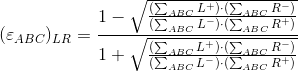 $$(\varepsilon_{ABC})_{LR} = \frac{1 - \sqrt{\frac{(\sum_{ABC} L^+) \cdot (\sum_{ABC} R^-)}{(\sum_{ABC} L^-) \cdot (\sum_{ABC} R^+)}}}{1 + \sqrt{\frac{(\sum_{ABC} L^+) \cdot (\sum_{ABC} R^-)}{(\sum_{ABC} L^-) \cdot (\sum_{ABC} R^+)}}}$$